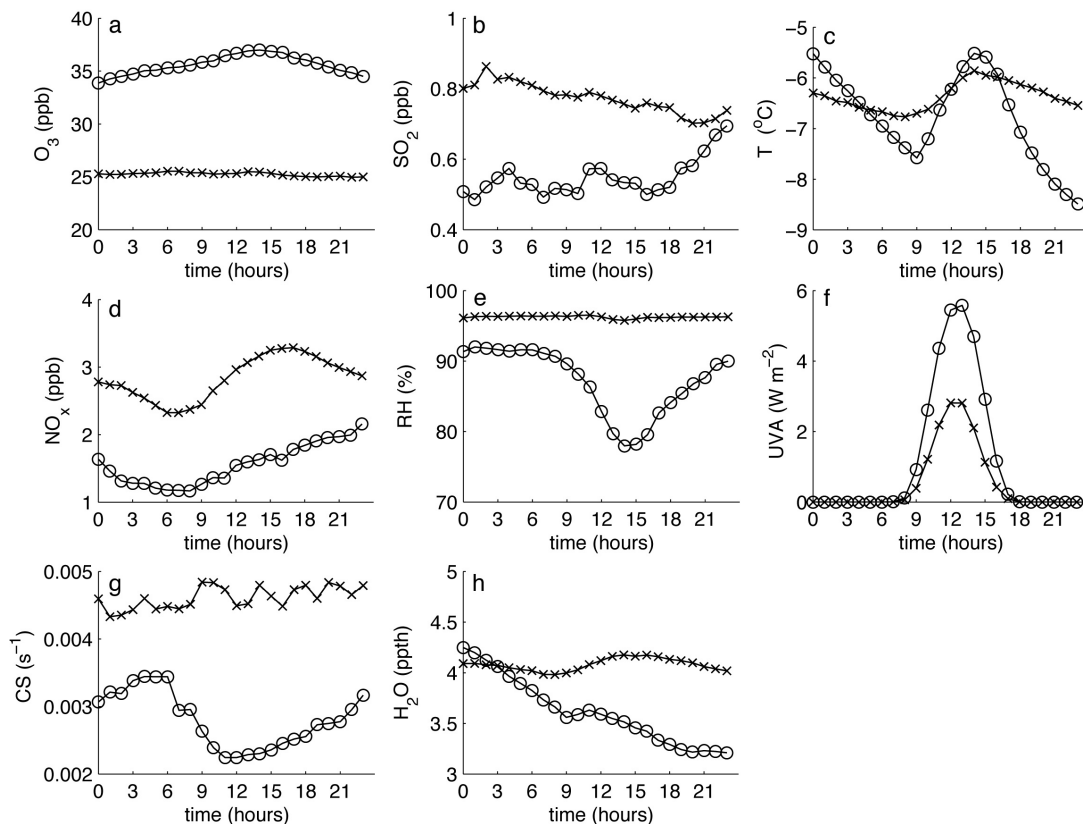 a
O3 (ppb)
40
35
30
25
20
0 3 6 9 12 15 18 21
time (hours)
b
SO2 (ppb)
1
0.8
0.6
0.4
0 3 6 9 12 15 18 21
time (hours)
c
T (oC)
−5
−6
−7
−8
−9
0 3 6 9 12 15 18 21
time (hours)
d
NOx (ppb)
4
3
2
1
0 3 6 9 12 15 18 21
time (hours)
e
RH (%)
100
90
80
70
0 3 6 9 12 15 18 21
time (hours)
f
UVA (W m−2)
6
4
2
0
0 3 6 9 12 15 18 21
time (hours)
g
CS (s−1)
0.005
0.004
0.003
0.002
0 3 6 9 12 15 18 21
time (hours)
h
H2O (ppth)
5
4.5
4
3.5
3
0 3 6 9 12 15 18 21
time (hours)